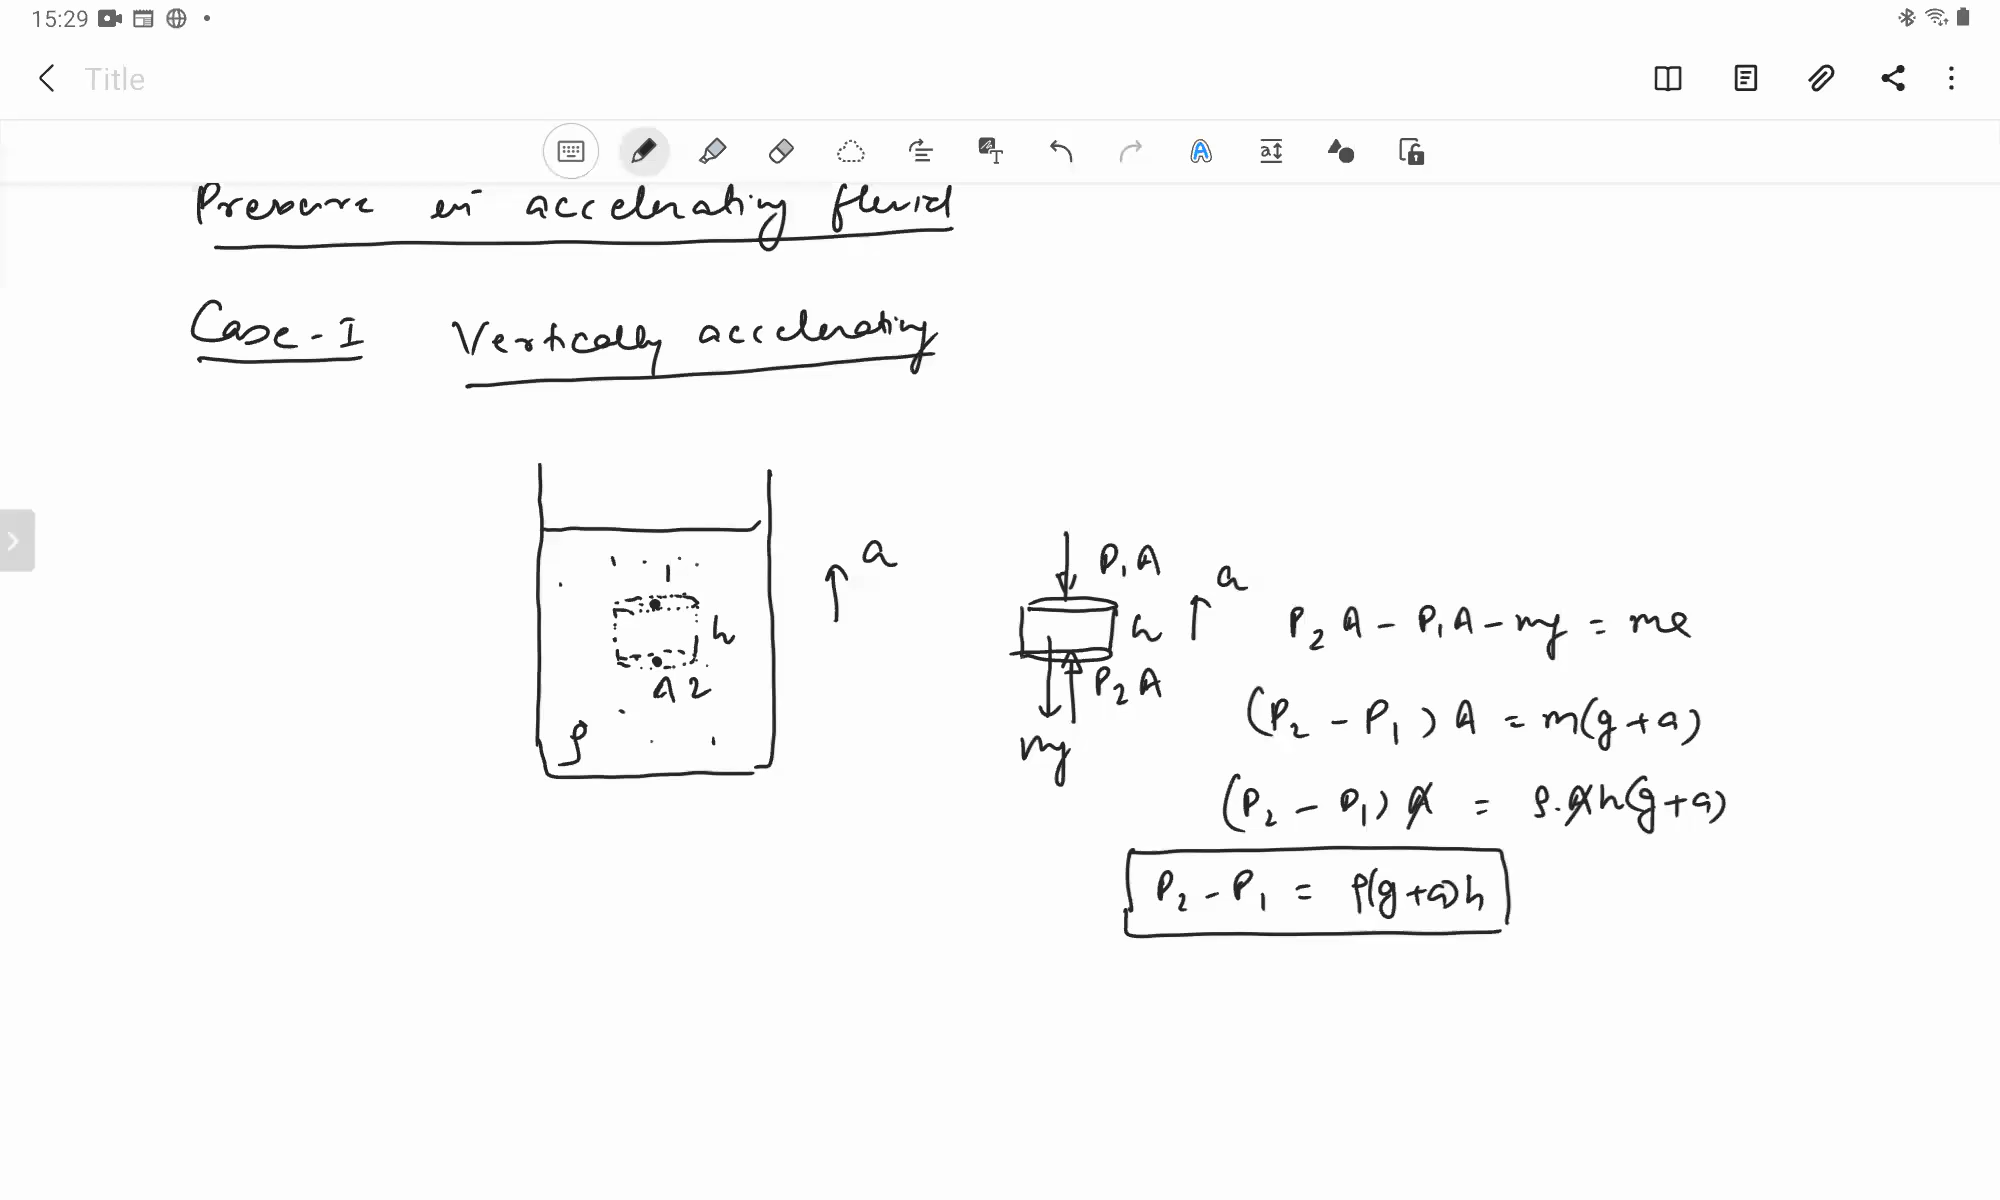 15:29
Title
Pressure in accelerating fluid
Case-I Vertically accelerating
a
1
h
A 2
ρ
P₁A
a
h
P₂A
mg
P₂A - P₁A - mg = ma
(P₂ - P₁)A = m(g+a)
(P₂ - P₁)A = ρ.Ah(g+a)
P₂ - P₁ = ρ(g+a)h